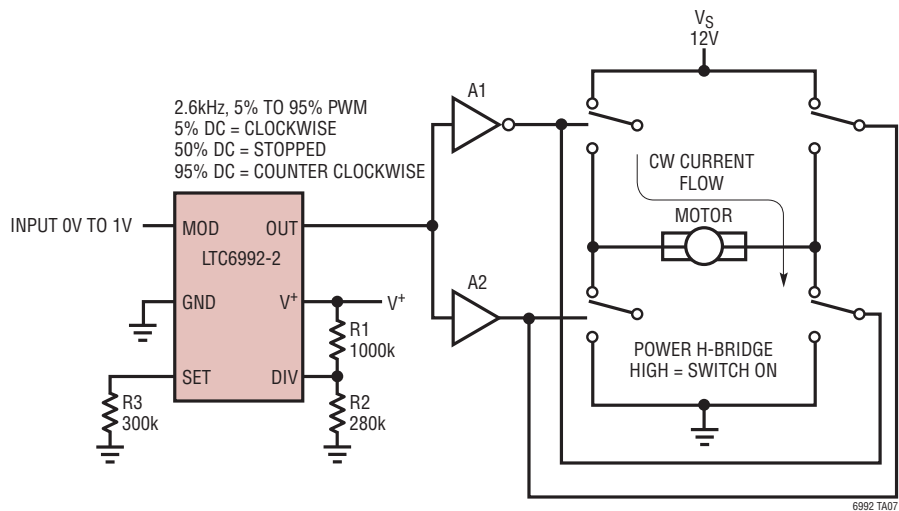 V_S
12V
A1
2.6kHz, 5% TO 95% PWM
5% DC = CLOCKWISE
50% DC = STOPPED
95% DC = COUNTER CLOCKWISE
CW CURRENT
FLOW
MOTOR
INPUT 0V TO 1V
MOD
OUT
LTC6992-2
A2
GND
V+
V+
R1
1000k
SET
DIV
R3
300k
R2
280k
POWER H-BRIDGE
HIGH = SWITCH ON
6992 TA07